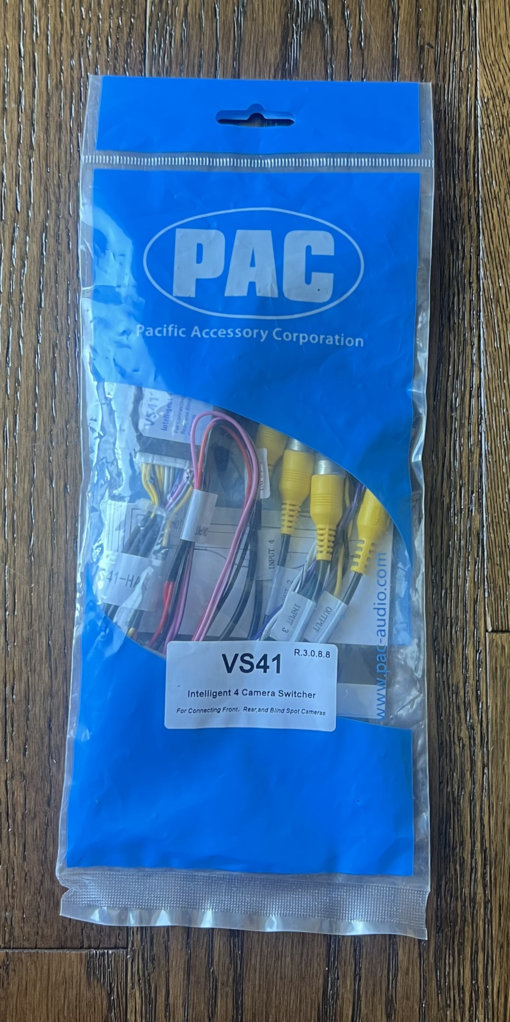 PAC
Pacific Accessory Corporation
VS41
INPUT 4
INPUT 3
OUTPUT
www.pac-audio.com
R.3.0.8.8
VS41
Intelligent 4 Camera Switcher
For Connecting Front, Rear,and Blind Spot Cameras